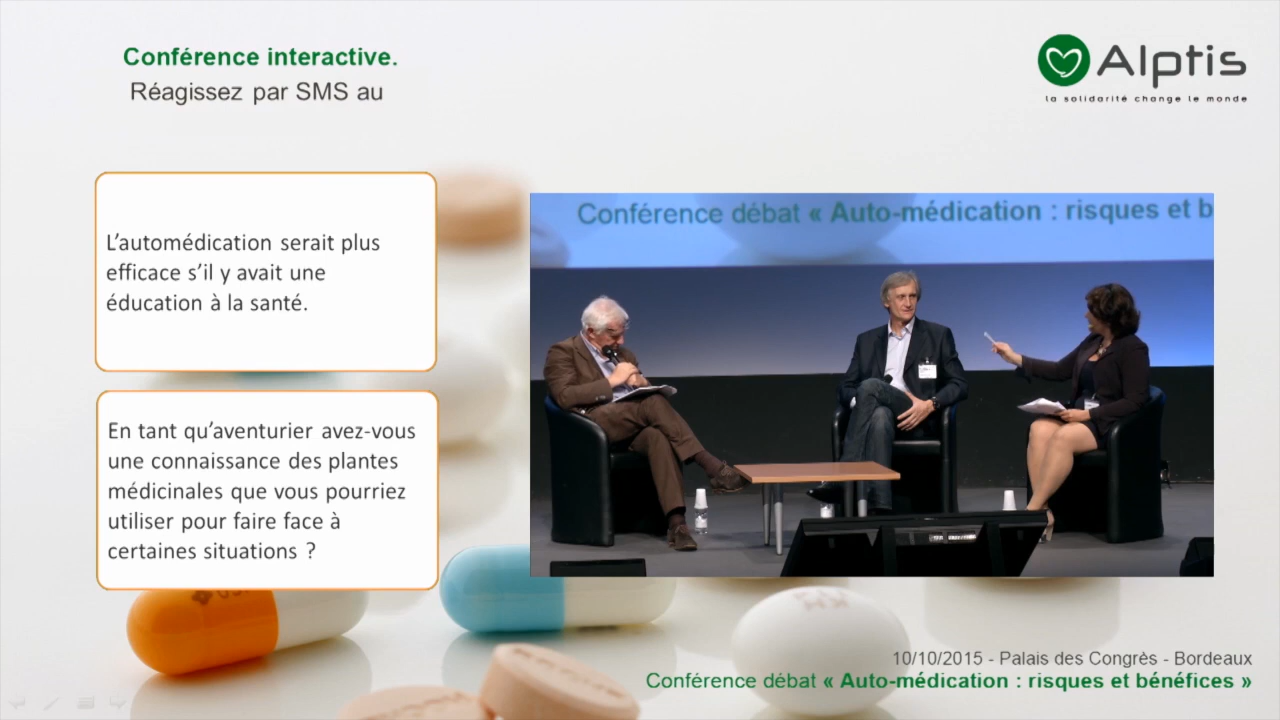 Conférence interactive.
Réagissez par SMS au
Alptis
la solidarité change le monde
L’automédication serait plus
efficace s’il y avait une
éducation à la santé.
En tant qu’aventurier avez-vous
une connaissance des plantes
médicinales que vous pourriez
utiliser pour faire face à
certaines situations ?
Conférence débat « Auto-médication : risques et b
10/10/2015 - Palais des Congrès - Bordeaux
Conférence débat « Auto-médication : risques et bénéfices »